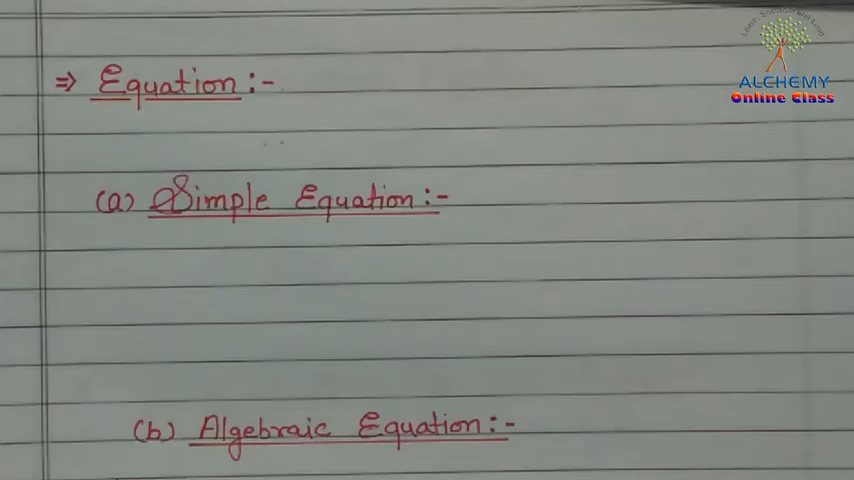 ALCHEMY
Online Class
⇒ Equation :-
(a) Simple Equation :-
(b) Algebraic Equation :-